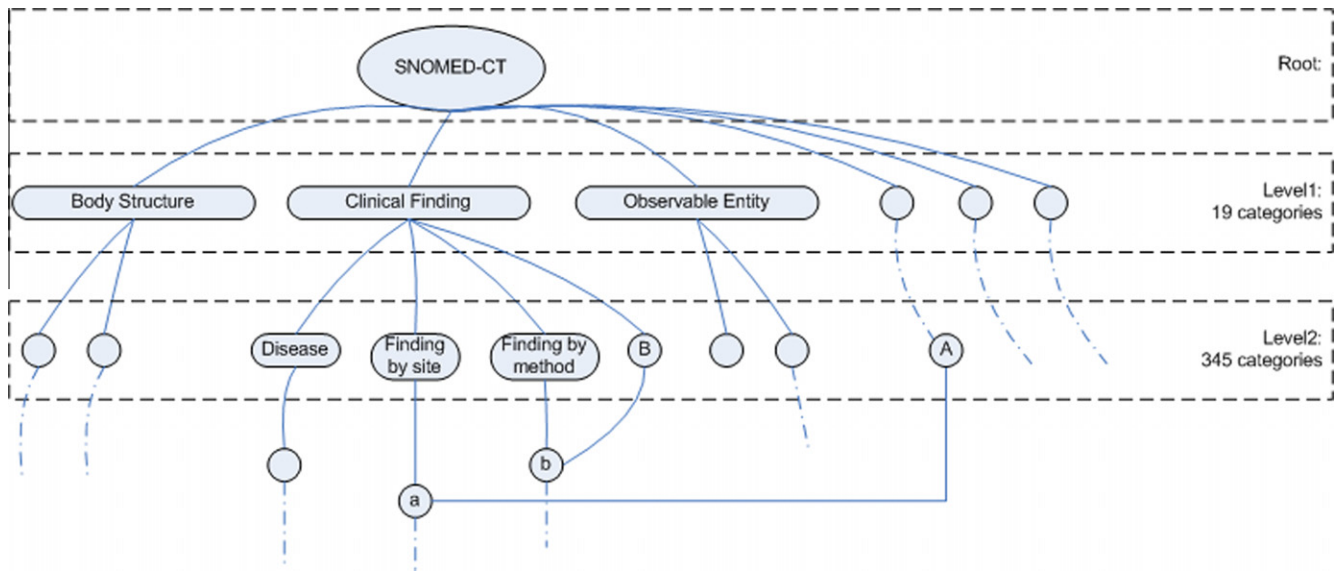 SNOMED-CT
Root:
Body Structure
Clinical Finding
Observable Entity
Level1:
19 categories
Disease
Finding
by site
Finding by
method
B
A
Level2:
345 categories
b
a